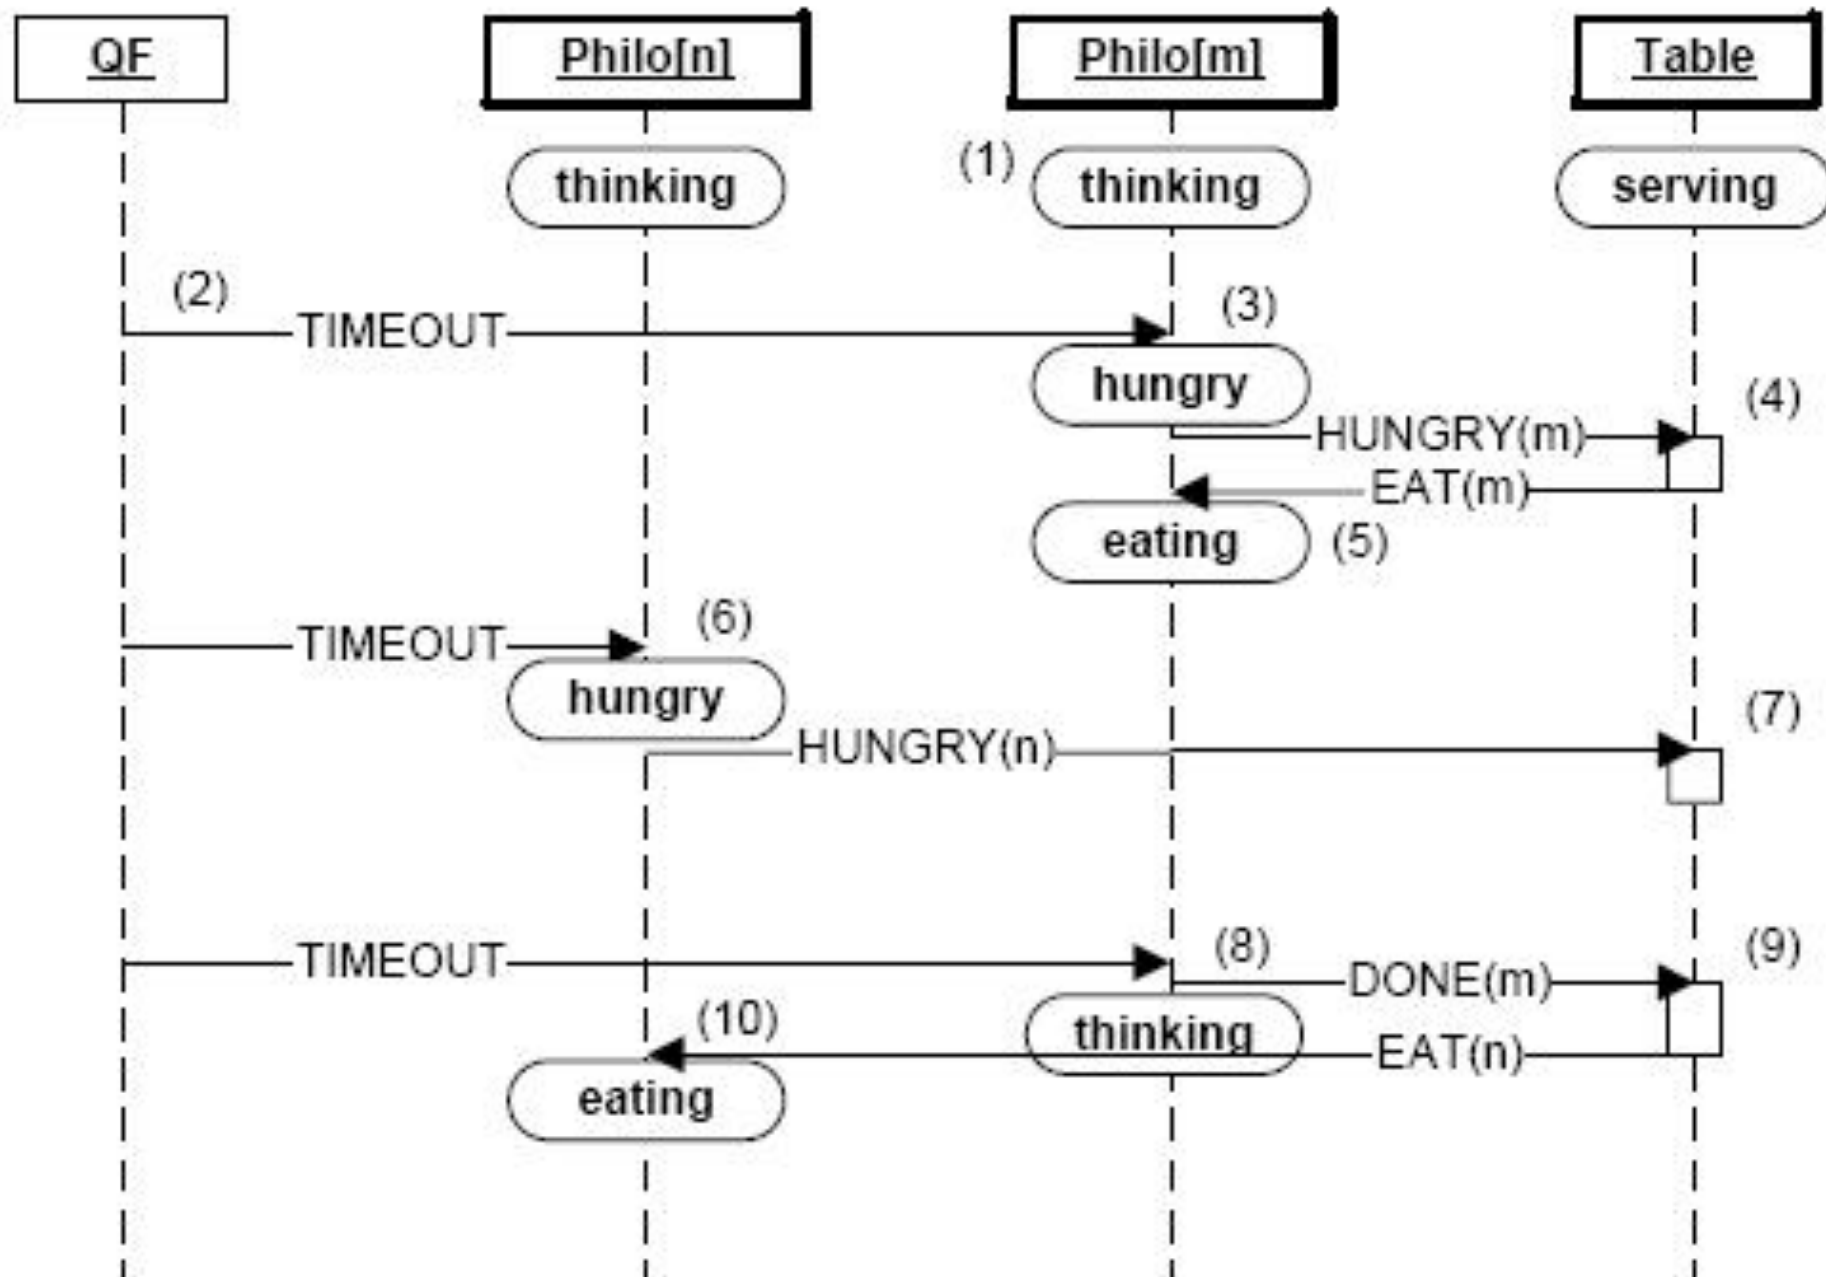 QF Philo[n] Philo[m] Table
thinking (1) thinking serving
(2) TIMEOUT (3)
hungry (4)
HUNGRY(m)
EAT(m)
eating (5)
TIMEOUT (6)
hungry (7)
HUNGRY(n)
TIMEOUT (8) DONE(m) (9)
(10) thinking EAT(n)
eating